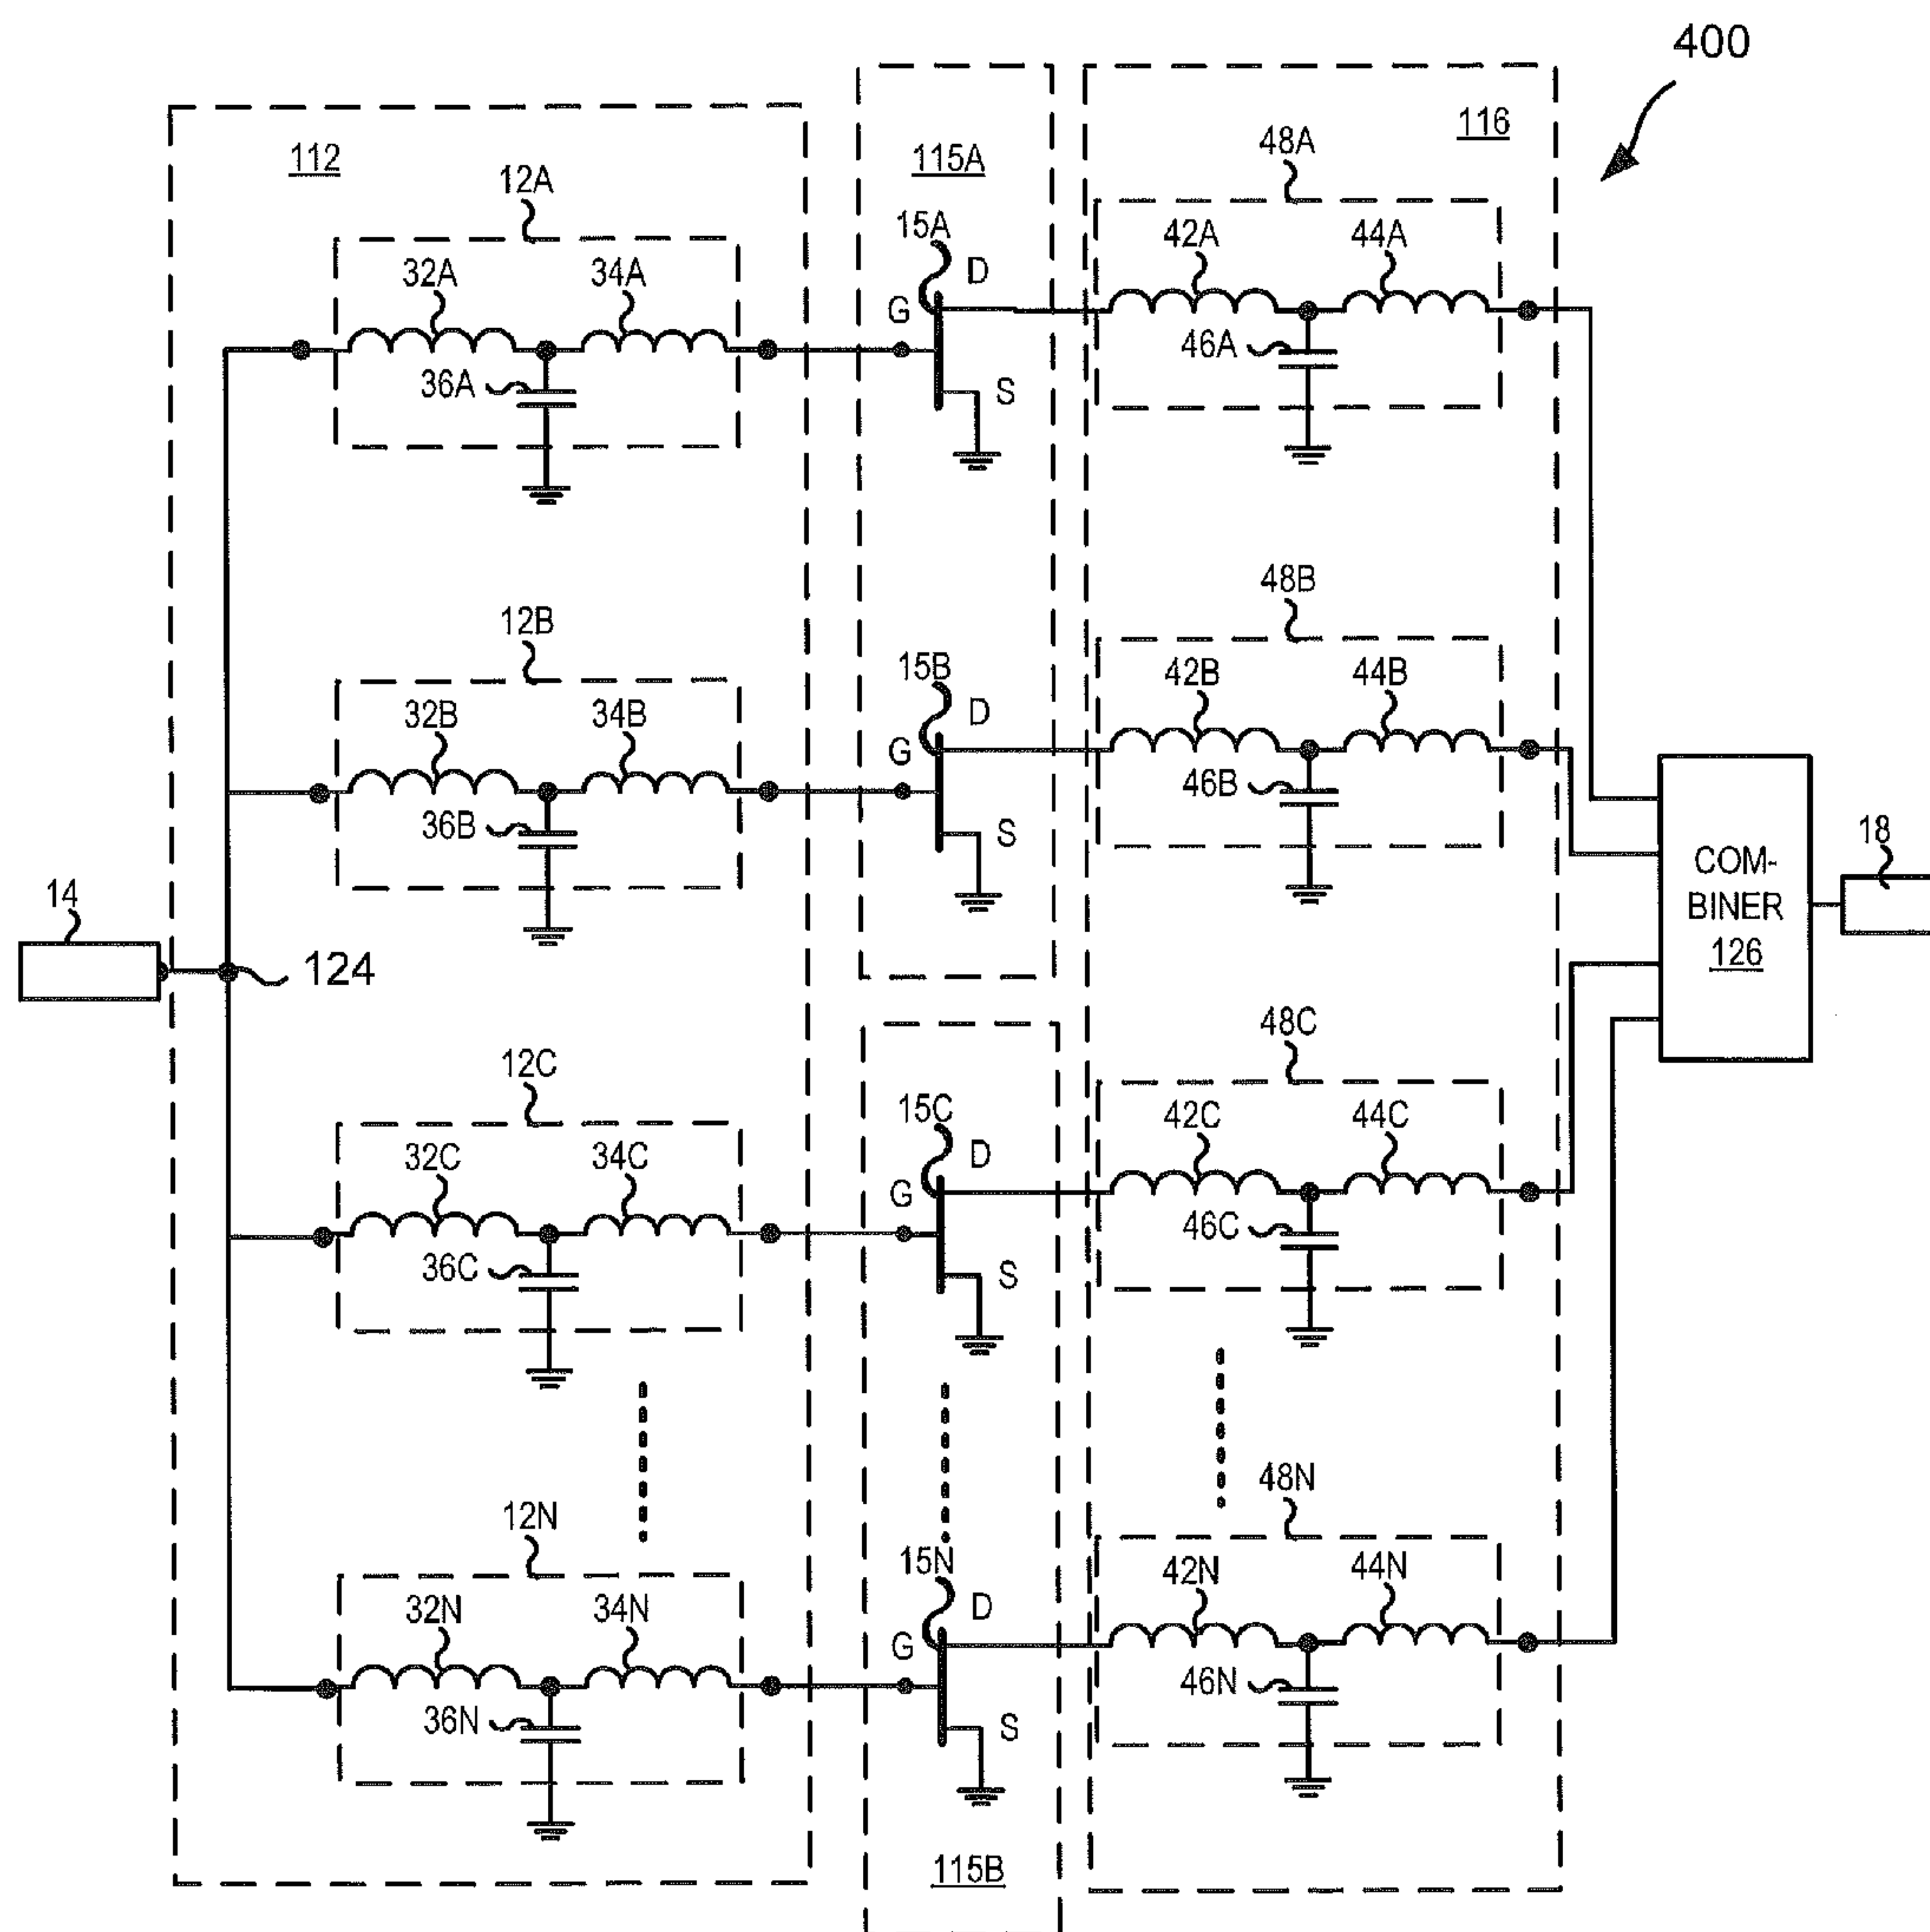 400
112
12A
32A
34A
36A
115A
15A
D
G
S
116
48A
42A
44A
46A
12B
32B
34B
36B
15B
D
G
S
48B
42B
44B
46B
14
124
COM-
BINER
126
18
12C
32C
34C
36C
15C
D
G
S
48C
42C
44C
46C
12N
32N
34N
36N
15N
D
G
S
48N
42N
44N
46N
115B